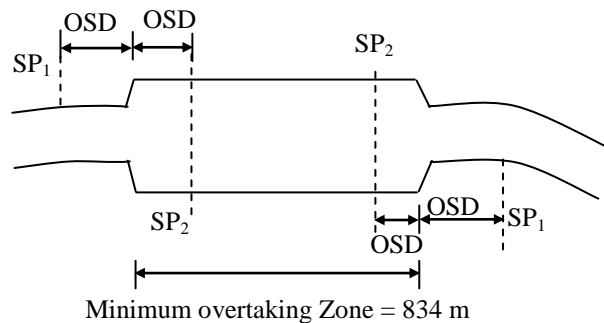 OSD OSD
SP1
SP2
SP2
OSD
OSD
SP1
Minimum overtaking Zone = 834 m